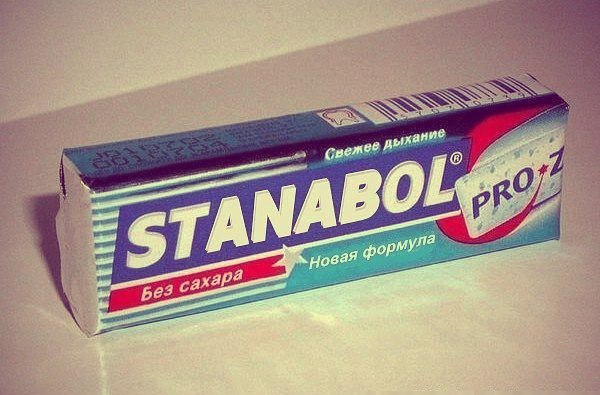 Свежее дыхание
STANABOL®
PRO Z
Без сахара
Новая формула